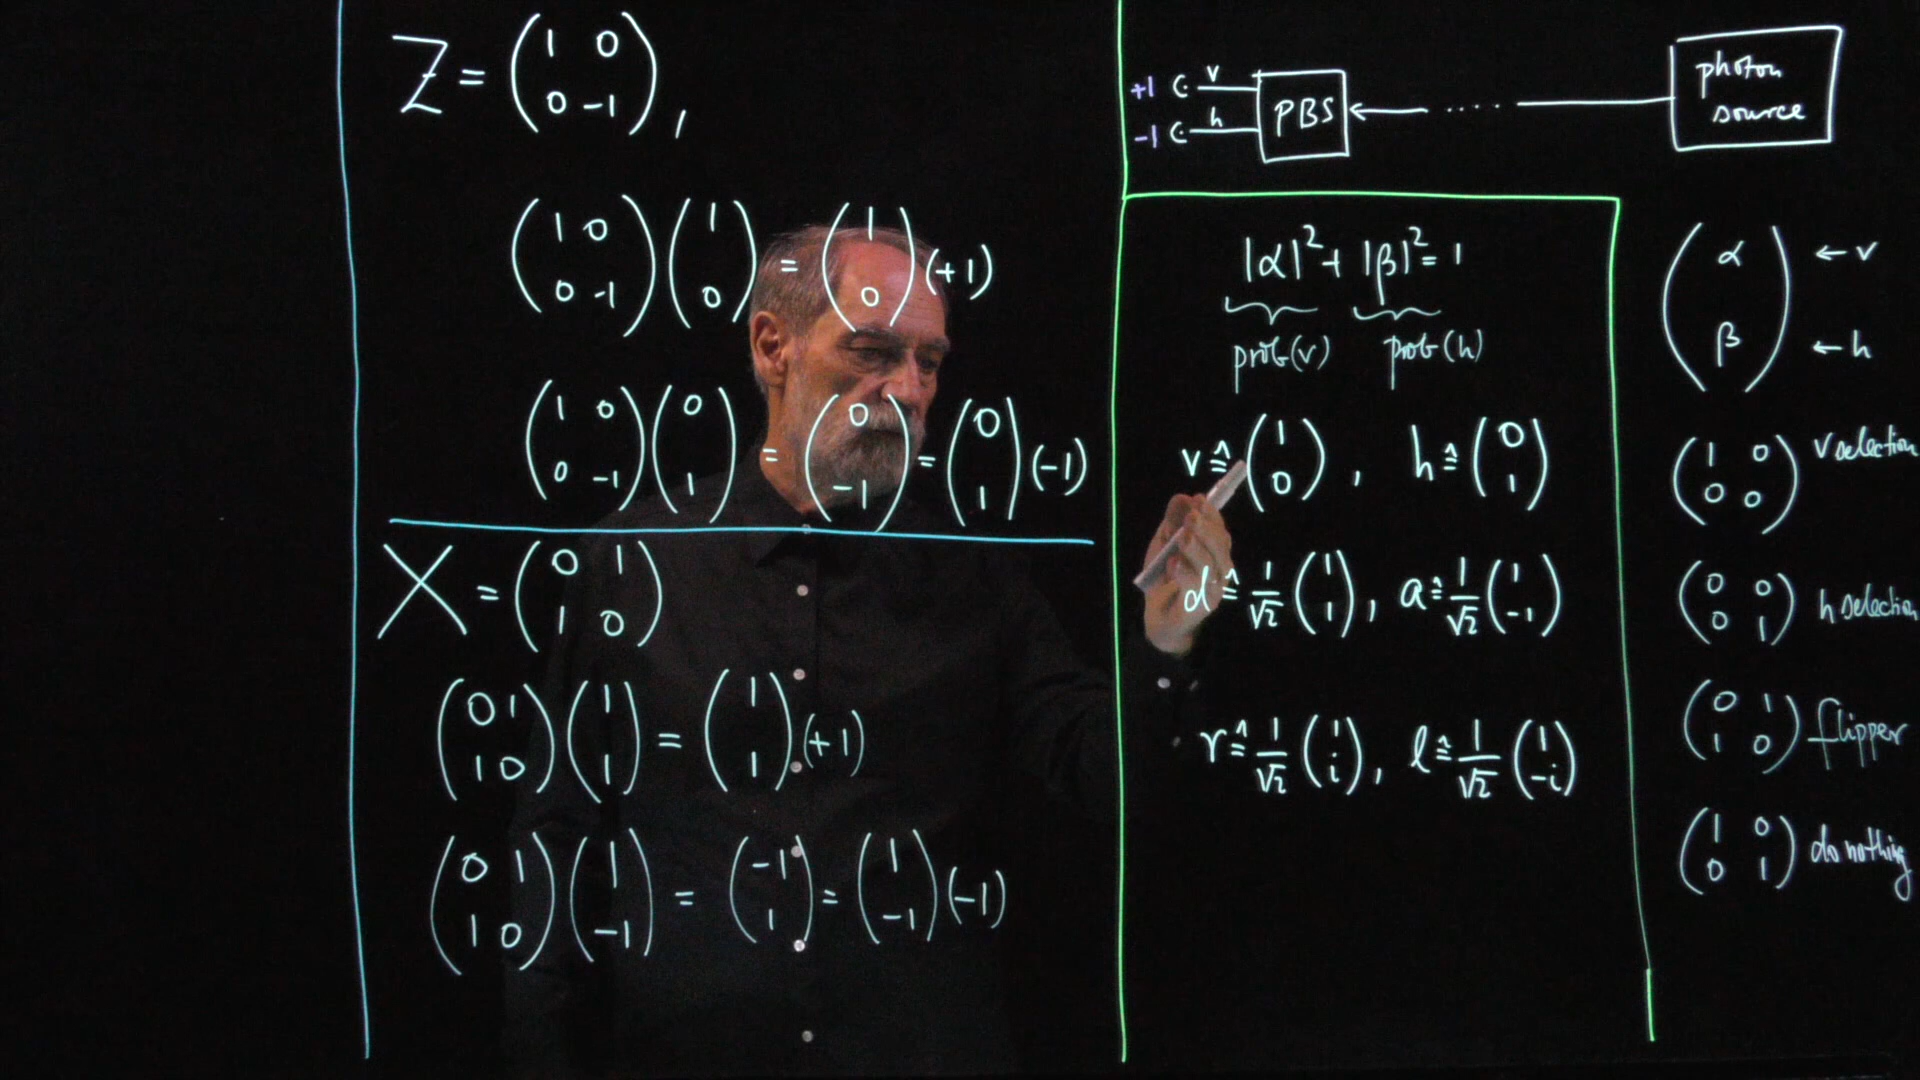 Z = (1 0 0 -1),
(1 0 0 -1) (1 0) = (1 0) (+1)
(1 0 0 -1) (0 1) = (0 -1) = (0 1) (-1)
X = (0 1 1 0)
(0 1 1 0) (1 1) = (1 1) (+1)
(0 1 1 0) (1 -1) = (-1 1) = (1 -1) (-1)
+1 v
-1 h
PBS
....
photon
source
|α|² + |β|² = 1
prob(v) prob(h)
v ≙ (1 0), h ≙ (0 1)
d ≙ 1/√2 (1 1), a ≙ 1/√2 (1 -1)
r ≙ 1/√2 (1 i), l ≙ 1/√2 (1 -i)
α ← v
β ← h
(1 0 0 0) v selection
(0 0 0 1) h selection
(0 1 1 0) flipper
(1 0 0 1) do nothing